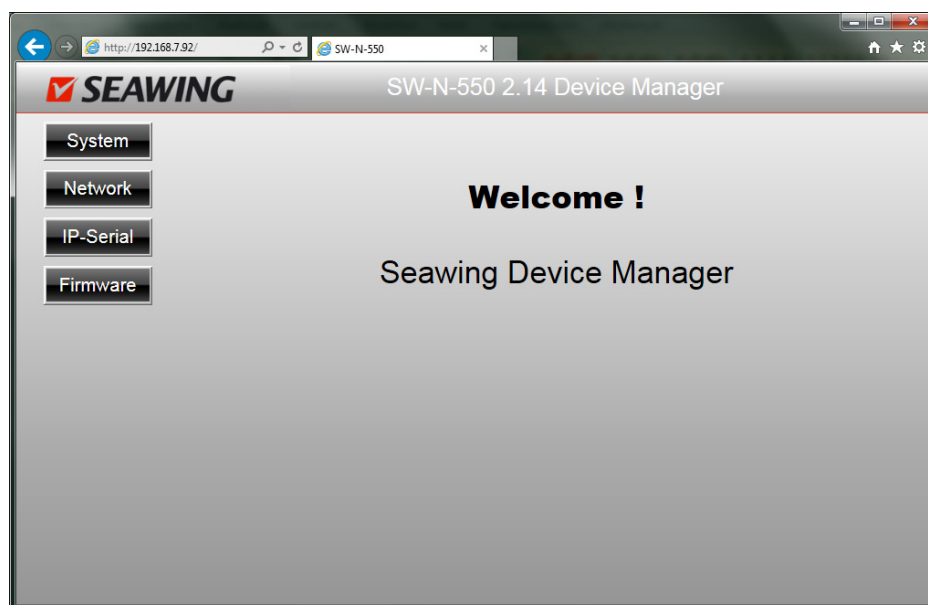 http://192.168.7.92/
SW-N-550
SEAWING
SW-N-550 2.14 Device Manager
System
Network
IP-Serial
Firmware
Welcome !
Seawing Device Manager